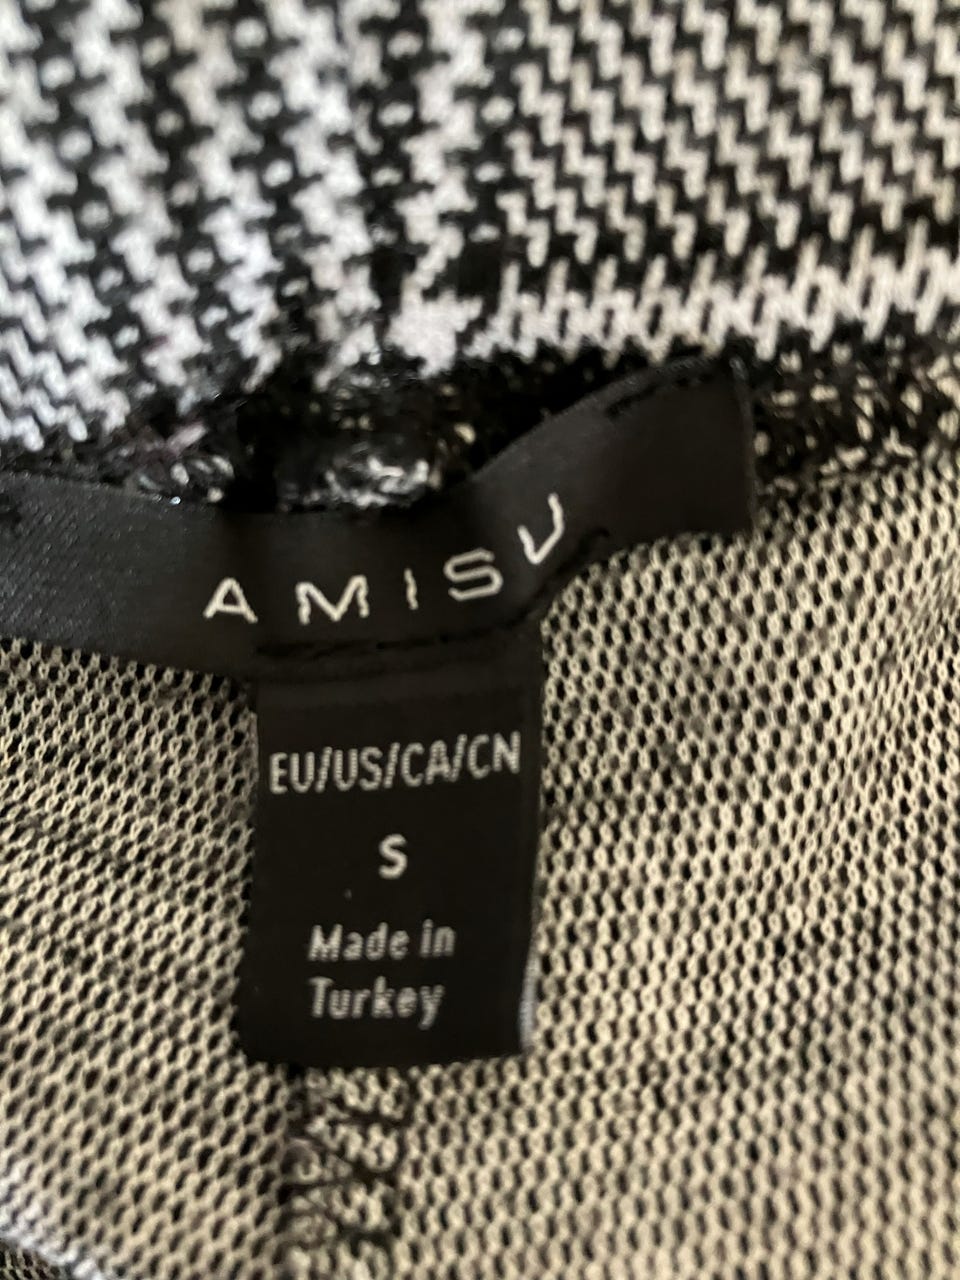 AMISU
EU/US/CA/CN
S
Made in
Turkey